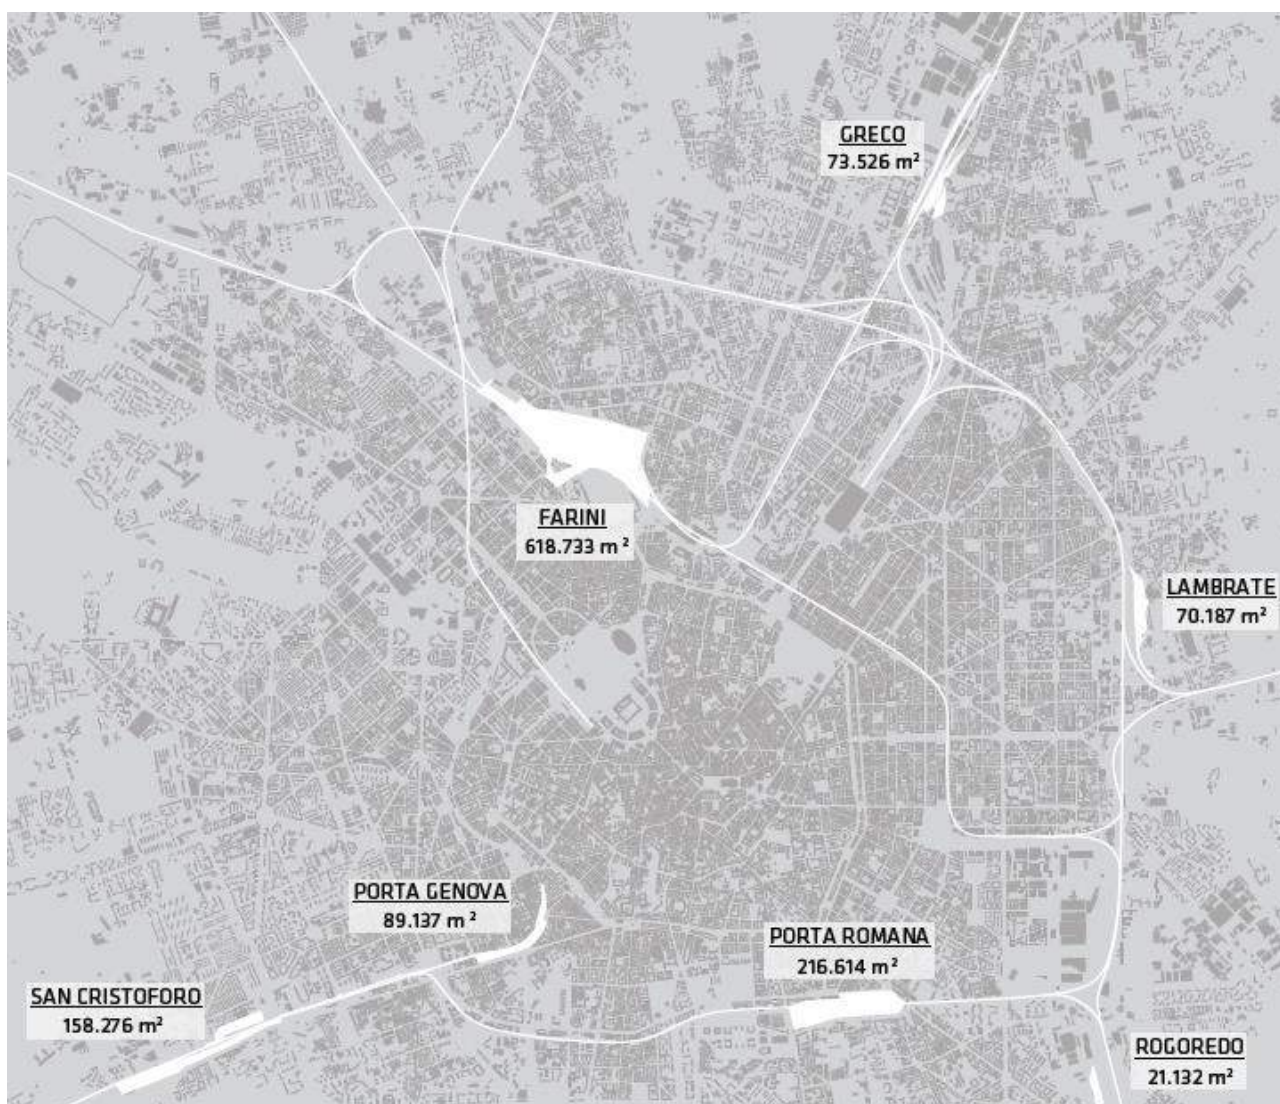 GRECO
73.526 m²
FARINI
618.733 m²
LAMBRATE
70.187 m²
PORTA GENOVA
89.137 m²
PORTA ROMANA
216.614 m²
SAN CRISTOFORO
158.276 m²
ROGOREDO
21.132 m²